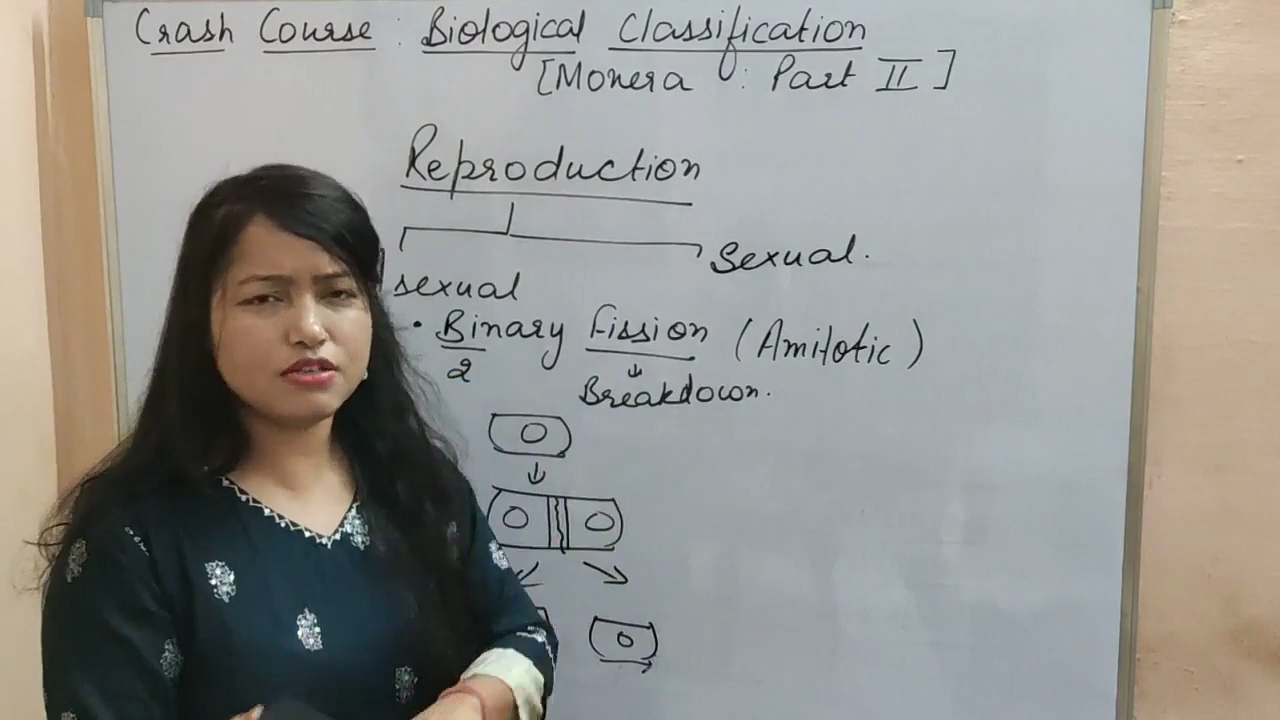 Crash Course : Biological Classification
[Monera : Part II]
Reproduction
sexual
Sexual.
• Binary Fission (Amitotic)
2
Breakdown.